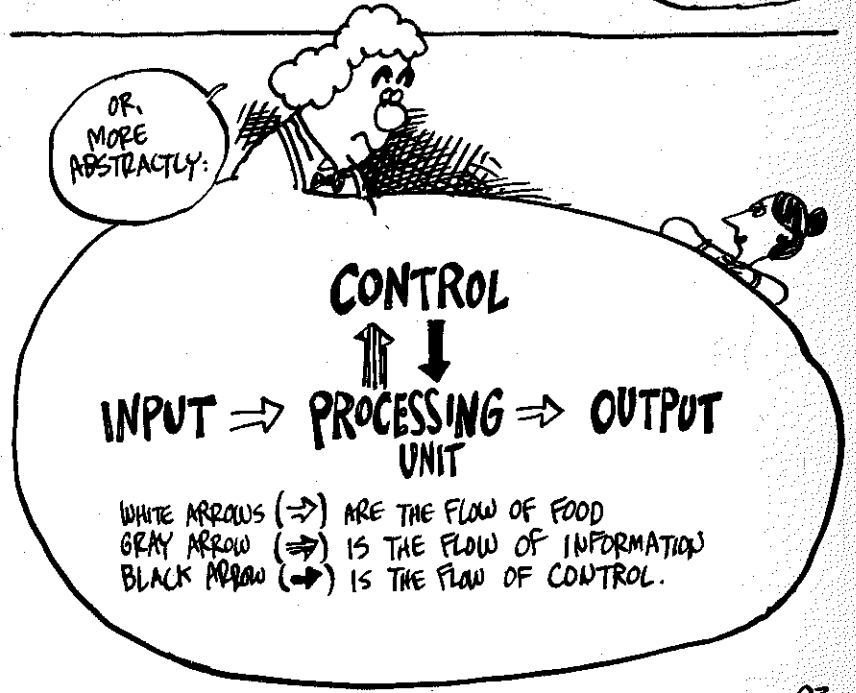 OR,
MORE
ABSTRACTLY:
CONTROL
INPUT ⇨ PROCESSING ⇨ OUTPUT
UNIT
WHITE ARROWS (⇨) ARE THE FLOW OF FOOD
GRAY ARROW (⇛) IS THE FLOW OF INFORMATION
BLACK ARROW (➡) IS THE FLOW OF CONTROL.